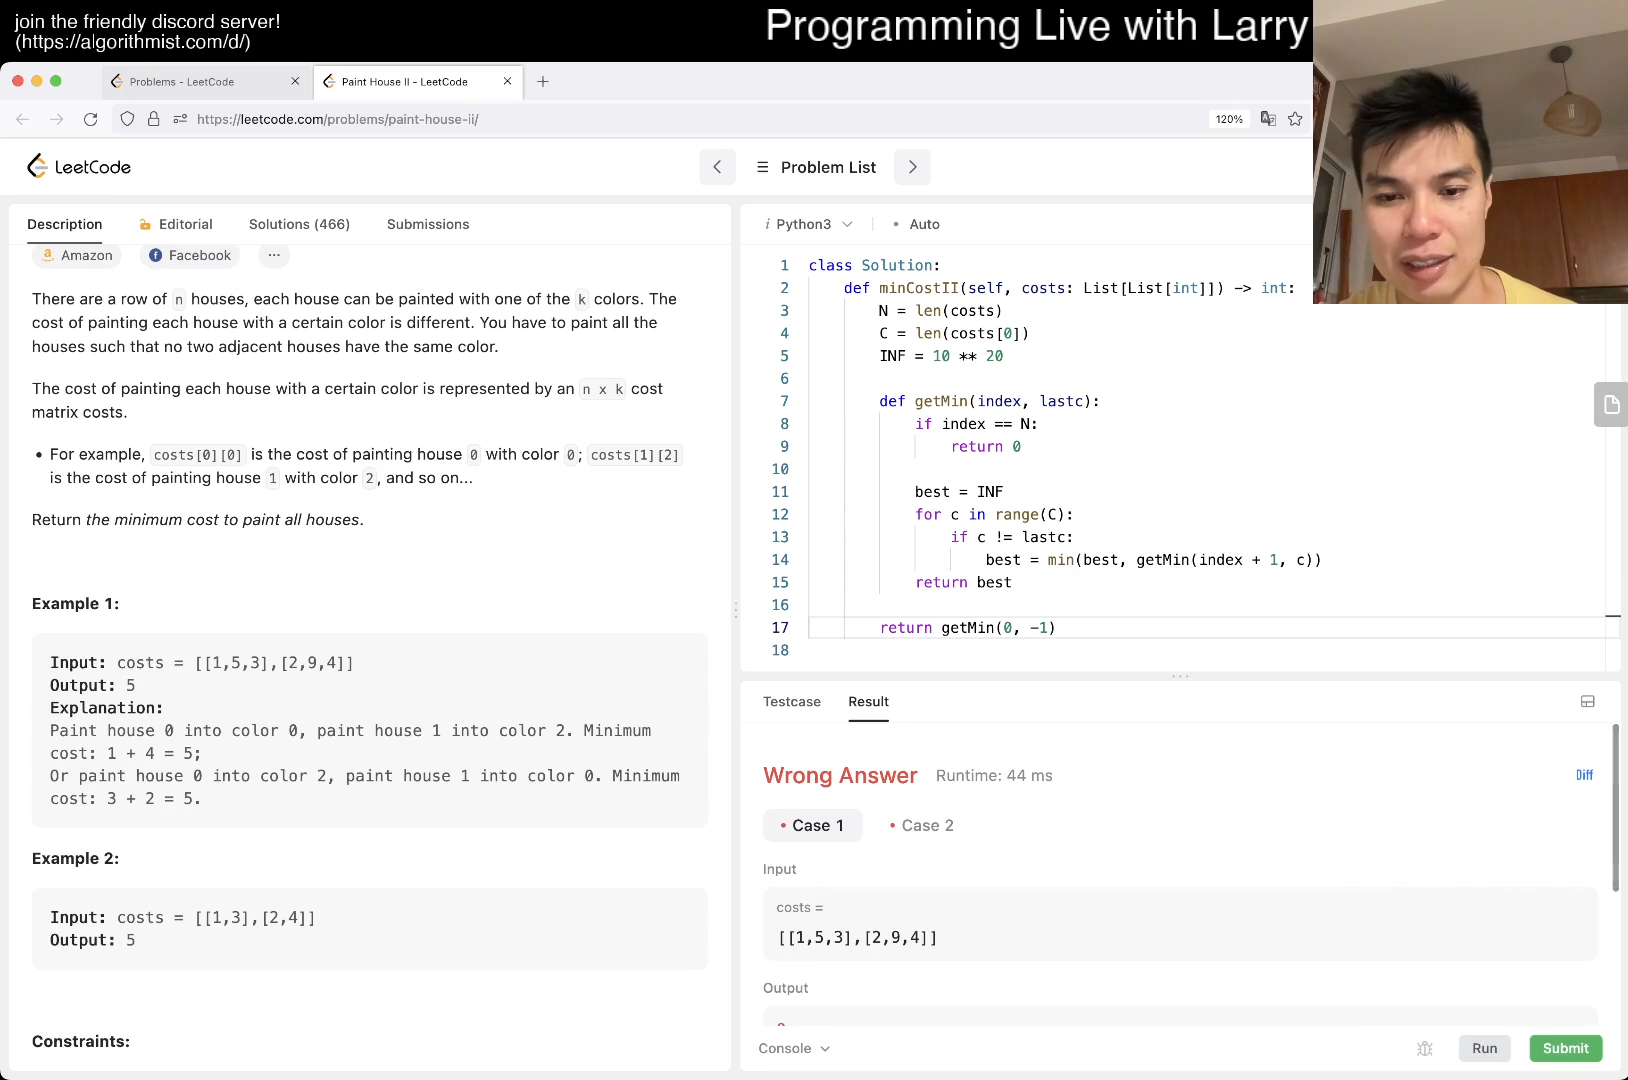 join the friendly discord server!
(https://algorithmist.com/d/)
Programming Live with Larry
Problems - LeetCode
Paint House II - LeetCode
https://leetcode.com/problems/paint-house-ii/
120%
LeetCode
Problem List
Description
Editorial
Solutions (466)
Submissions
Amazon
Facebook
...
There are a row of n houses, each house can be painted with one of the k colors. The
cost of painting each house with a certain color is different. You have to paint all the
houses such that no two adjacent houses have the same color.
The cost of painting each house with a certain color is represented by an n x k cost
matrix costs.
• For example, costs[0][0] is the cost of painting house 0 with color 0; costs[1][2]
is the cost of painting house 1 with color 2, and so on...
Return the minimum cost to paint all houses.
Example 1:
Input: costs = [[1,5,3],[2,9,4]]
Output: 5
Explanation:
Paint house 0 into color 0, paint house 1 into color 2. Minimum
cost: 1 + 4 = 5;
Or paint house 0 into color 2, paint house 1 into color 0. Minimum
cost: 3 + 2 = 5.
Example 2:
Input: costs = [[1,3],[2,4]]
Output: 5
Constraints:
i Python3
• Auto
1 class Solution:
2 def minCostII(self, costs: List[List[int]]) -> int:
3 N = len(costs)
4 C = len(costs[0])
5 INF = 10 ** 20
6
7 def getMin(index, lastc):
8 if index == N:
9 return 0
10
11 best = INF
12 for c in range(C):
13 if c != lastc:
14 best = min(best, getMin(index + 1, c))
15 return best
16
17 return getMin(0, -1)
18
Testcase
Result
Wrong Answer
Runtime: 44 ms
Diff
• Case 1
• Case 2
Input
costs =
[[1,5,3],[2,9,4]]
Output
Console
Run
Submit